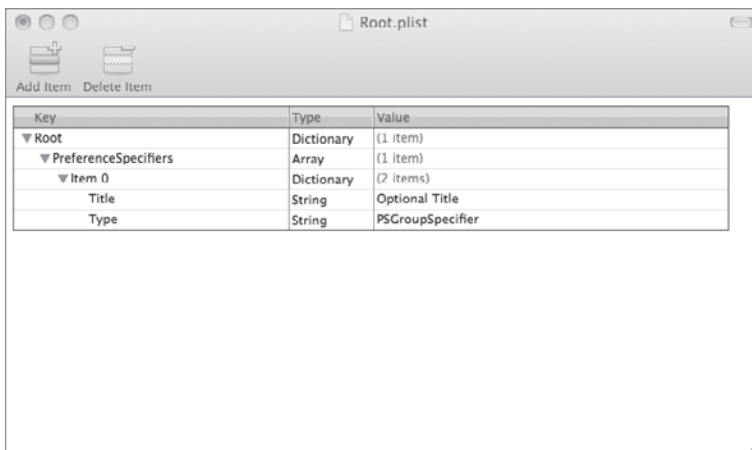 Root.plist
Add Item Delete Item
Key Type Value
Root Dictionary (1 item)
PreferenceSpecifiers Array (1 item)
Item 0 Dictionary (2 items)
Title String Optional Title
Type String PSGroupSpecifier